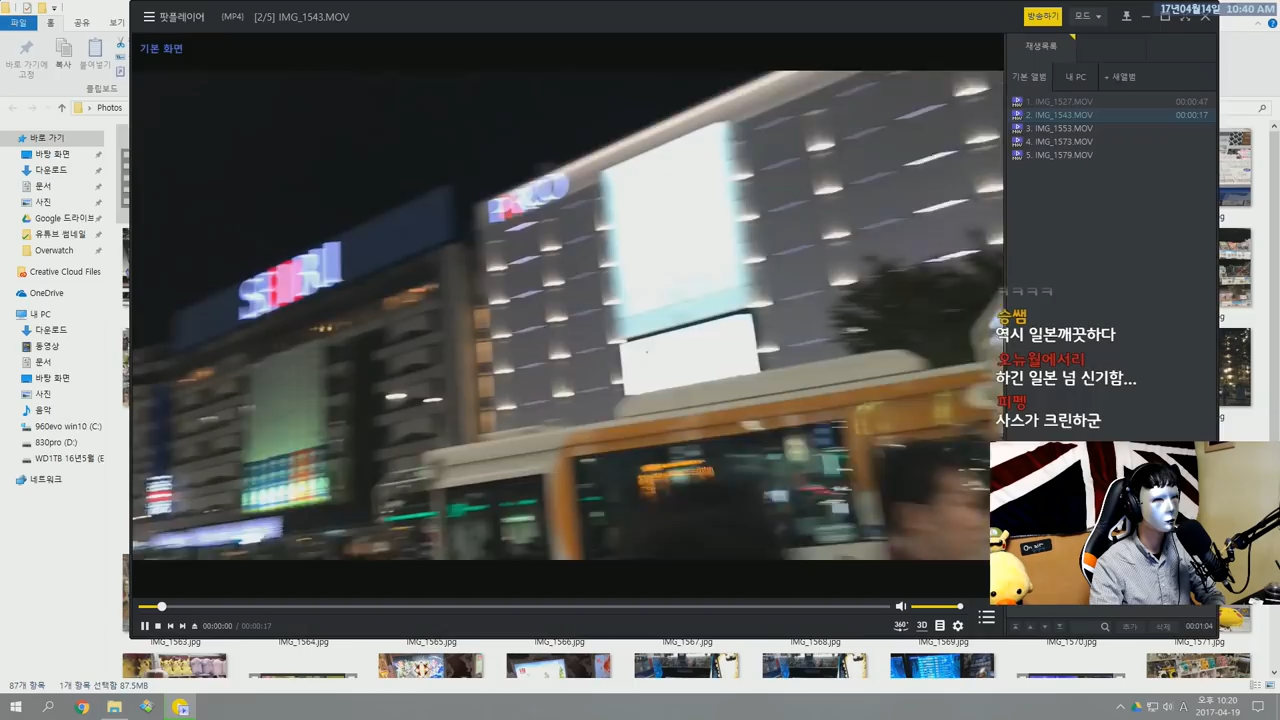 파일
홈
공유
보기
바로 가기에
고정
복사
붙여넣기
클립보드
Photos
바로 가기
바탕 화면
다운로드
문서
사진
Google 드라이브
유튜브 썸네일
Overwatch
Creative Cloud Files
OneDrive
내 PC
다운로드
동영상
문서
바탕 화면
사진
음악
960evo win10 (C:)
830pro (D:)
WD1TB 16년5월 (E
네트워크
87개 항목
1개 항목 선택함 87.5MB
팟플레이어
(MP4)
[2/5] IMG_1543.MOV
방송하기
모드
17년04월14일 10:40 AM
기본 화면
재생목록
기본 앨범
내 PC
+ 새앨범
1. IMG_1527.MOV 00:00:47
2. IMG_1543.MOV 00:00:17
3. IMG_1553.MOV
4. IMG_1573.MOV
5. IMG_1579.MOV
ㅋㅋㅋㅋ
승쌤
역시 일본깨끗하다
오뉴월에서리
하긴 일본 넘 신기함...
피펭
사스가 크린하군
00:00:00 / 00:00:17
360°
3D
추가
삭제
00:01:04
IMG_1563.jpg
IMG_1564.jpg
IMG_1565.jpg
IMG_1566.jpg
IMG_1567.jpg
IMG_1568.jpg
IMG_1569.jpg
IMG_1570.jpg
IMG_1571.jpg
A
오후 10:20
2017-04-19